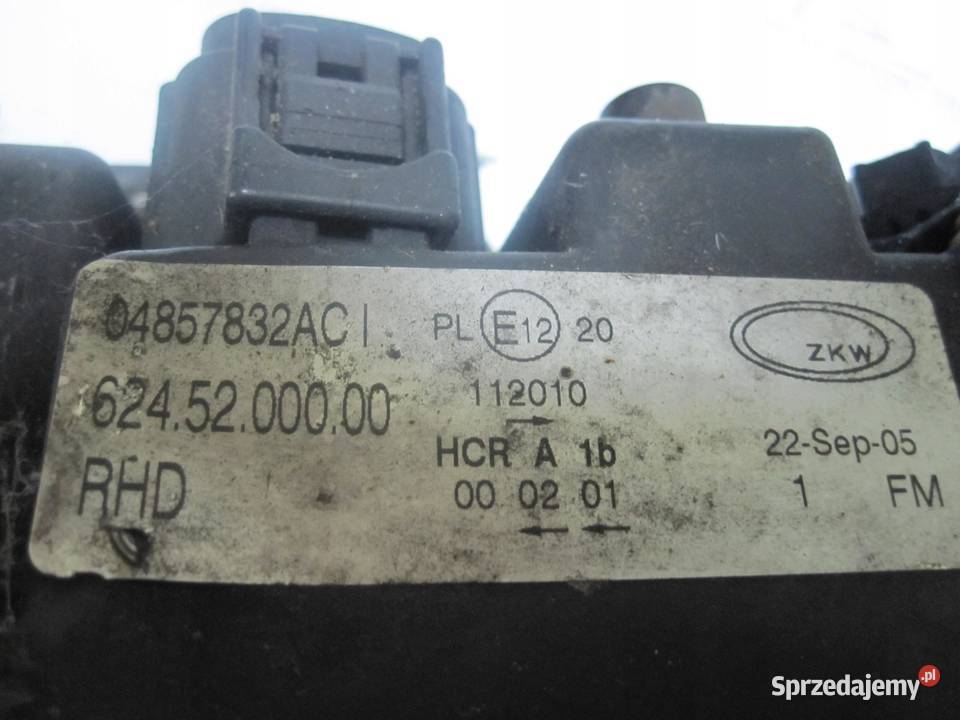 04857832AC I
PL E12 20
ZKW
112010
624.52.000.00
HCR A 1b
22-Sep-05
RHD
00 02 01
1 FM
Sprzedajemy.pl